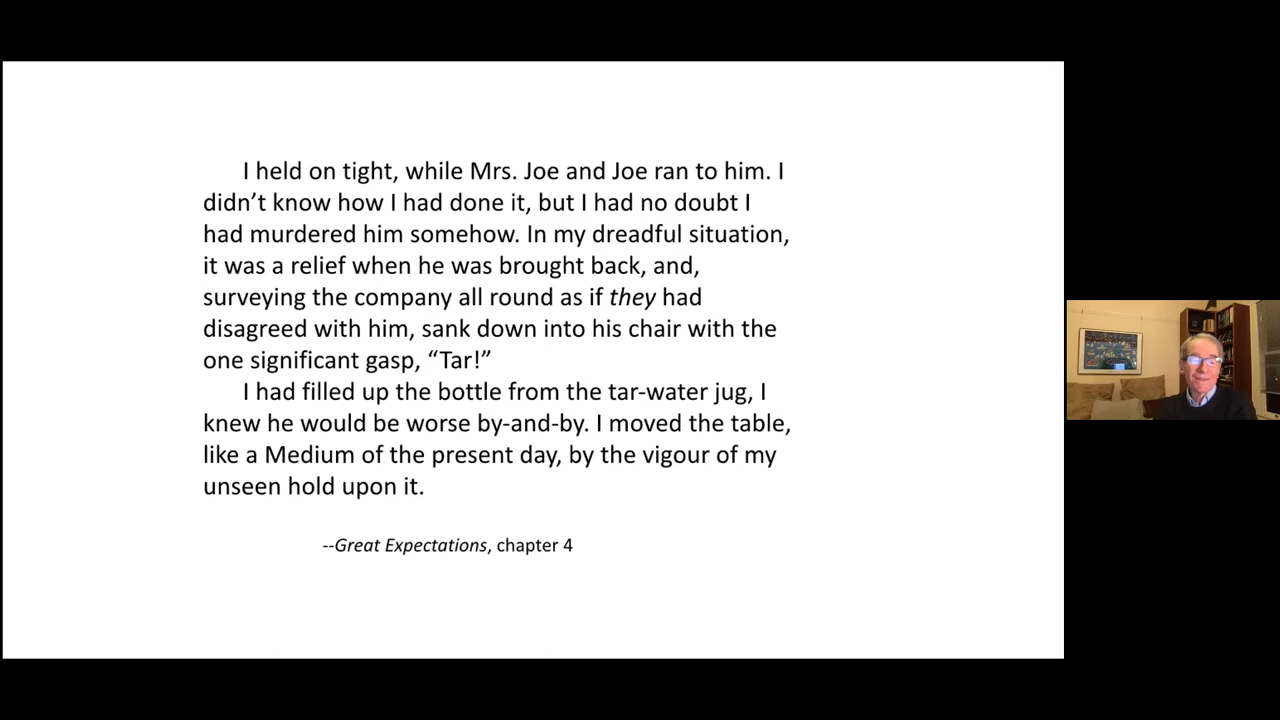 I held on tight, while Mrs. Joe and Joe ran to him. I
didn’t know how I had done it, but I had no doubt I
had murdered him somehow. In my dreadful situation,
it was a relief when he was brought back, and,
surveying the company all round as if they had
disagreed with him, sank down into his chair with the
one significant gasp, “Tar!”
I had filled up the bottle from the tar-water jug, I
knew he would be worse by-and-by. I moved the table,
like a Medium of the present day, by the vigour of my
unseen hold upon it.
--Great Expectations, chapter 4